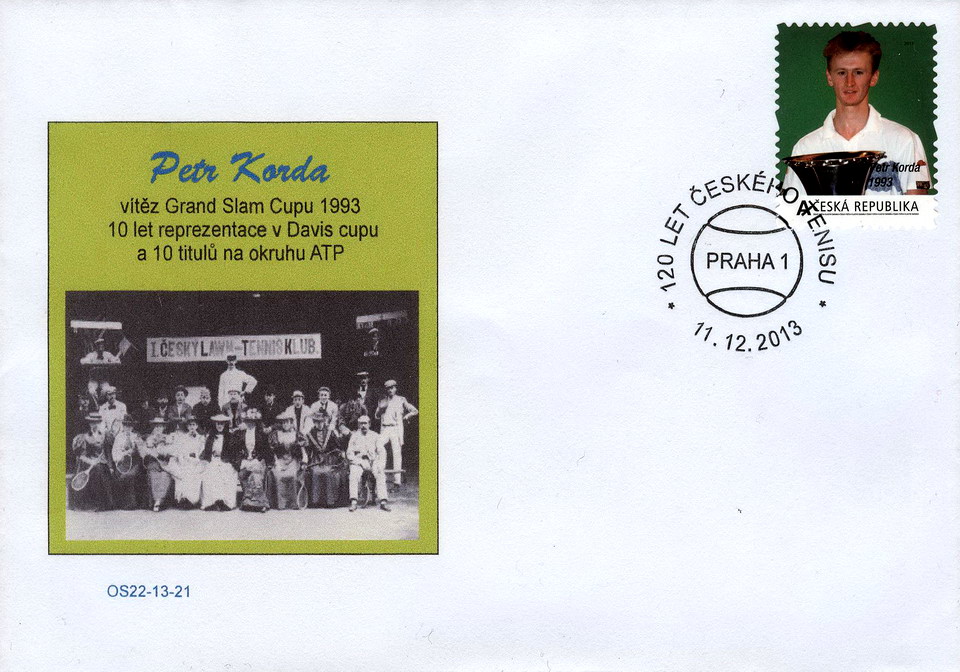 Petr Korda
vítěz Grand Slam Cupu 1993
10 let reprezentace v Davis cupu
a 10 titulů na okruhu ATP
I. ČESKY LAWN-TENNIS KLUB.
OS22-13-21
Petr Korda
1993
A ČESKÁ REPUBLIKA
* 120 LET ČESKÉHO TENISU *
PRAHA 1
11.12.2013